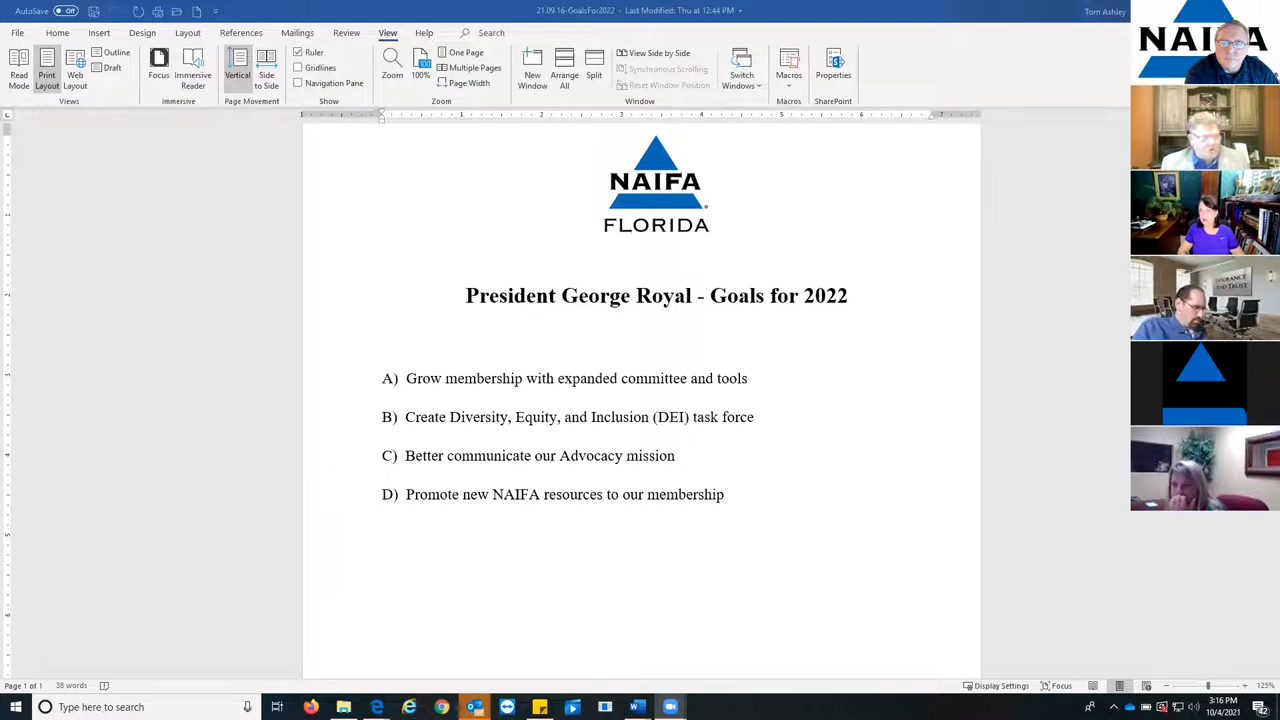 AutoSave Off
21.09.16-GoalsFor2022 - Last Modified: Thu at 12:44 PM
Tom Ashley
File Home Insert Design Layout References Mailings Review View Help Search
Read Mode
Print Layout
Web Layout
Outline
Draft
Views
Focus
Immersive Reader
Immersive
Vertical
Side to Side
Page Movement
Ruler
Gridlines
Navigation Pane
Show
Zoom
100%
One Page
Multiple Pages
Page Width
Zoom
New Window
Arrange All
Split
View Side by Side
Synchronous Scrolling
Reset Window Position
Window
Switch Windows
Macros
Macros
Properties
SharePoint
NAIFA
FLORIDA
President George Royal - Goals for 2022
A) Grow membership with expanded committee and tools
B) Create Diversity, Equity, and Inclusion (DEI) task force
C) Better communicate our Advocacy mission
D) Promote new NAIFA resources to our membership
INSURANCE
AND TRUST
Page 1 of 1 38 words
Display Settings Focus 125%
Type here to search
3:16 PM
10/4/2021
42